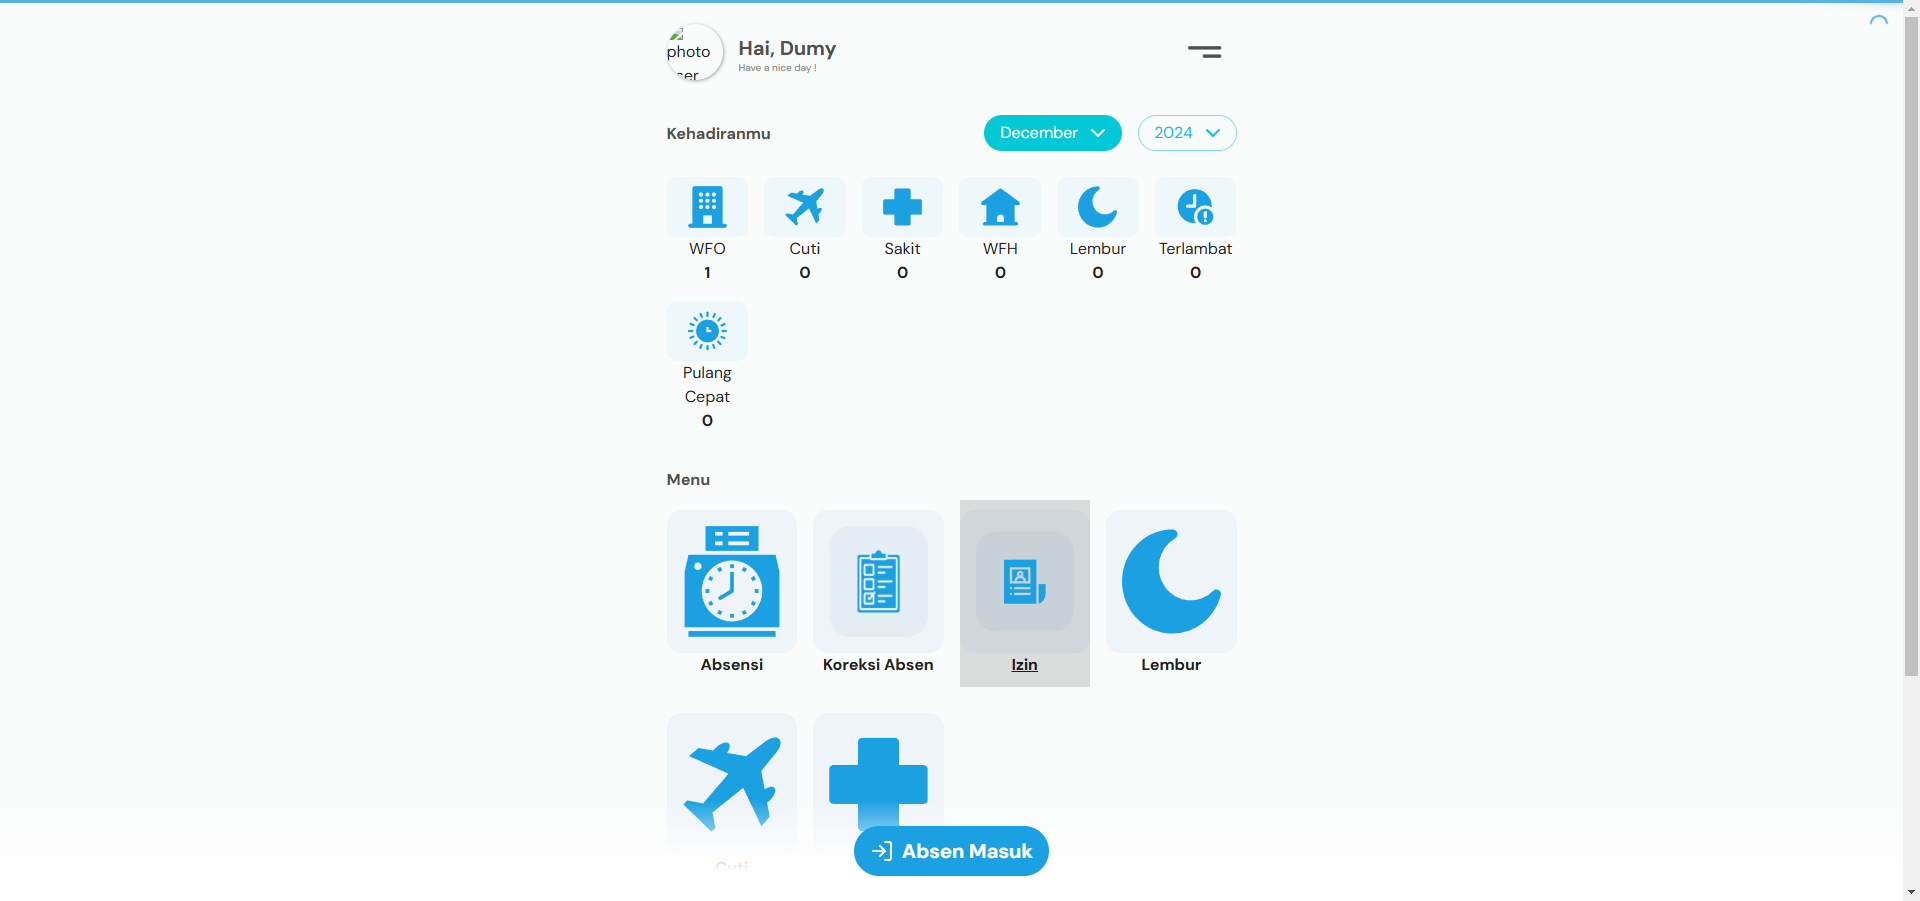 photo
Hai, Dumy
Have a nice day !
Kehadiranmu
December
2024
WFO
Cuti
Sakit
WFH
Lembur
Terlambat
1
0
0
0
0
0
Pulang
Cepat
0
Menu
Absensi
Koreksi Absen
Izin
Lembur
Cuti
Absen Masuk